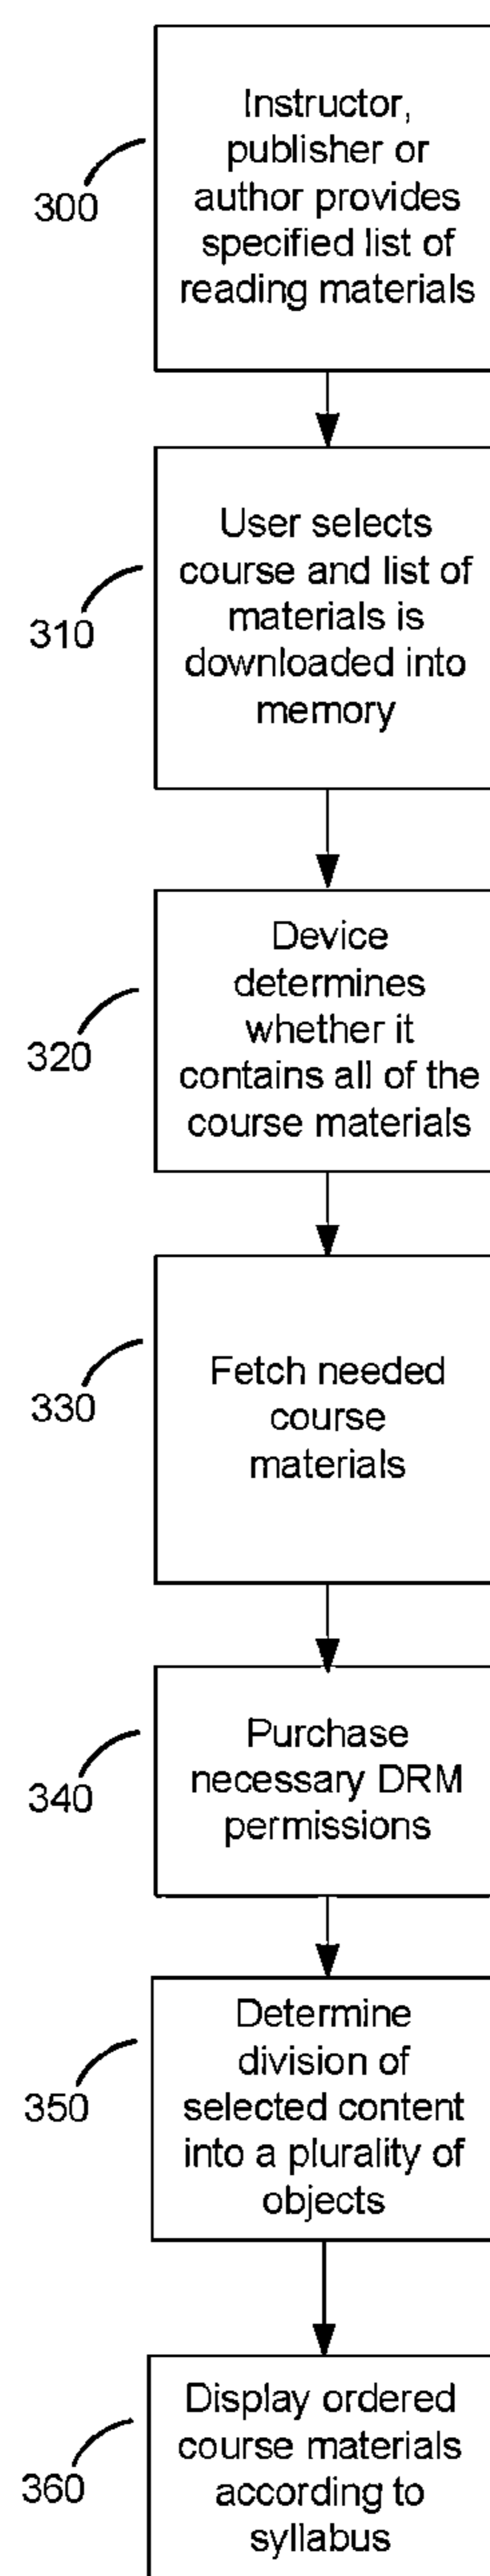 Instructor,
publisher or
author provides
specified list of
reading materials
300
User selects
course and list of
materials is
downloaded into
memory
310
Device
determines
whether it
contains all of the
course materials
320
Fetch needed
course
materials
330
Purchase
necessary DRM
permissions
340
Determine
division of
selected content
into a plurality of
objects
350
Display ordered
course materials
according to
syllabus
360